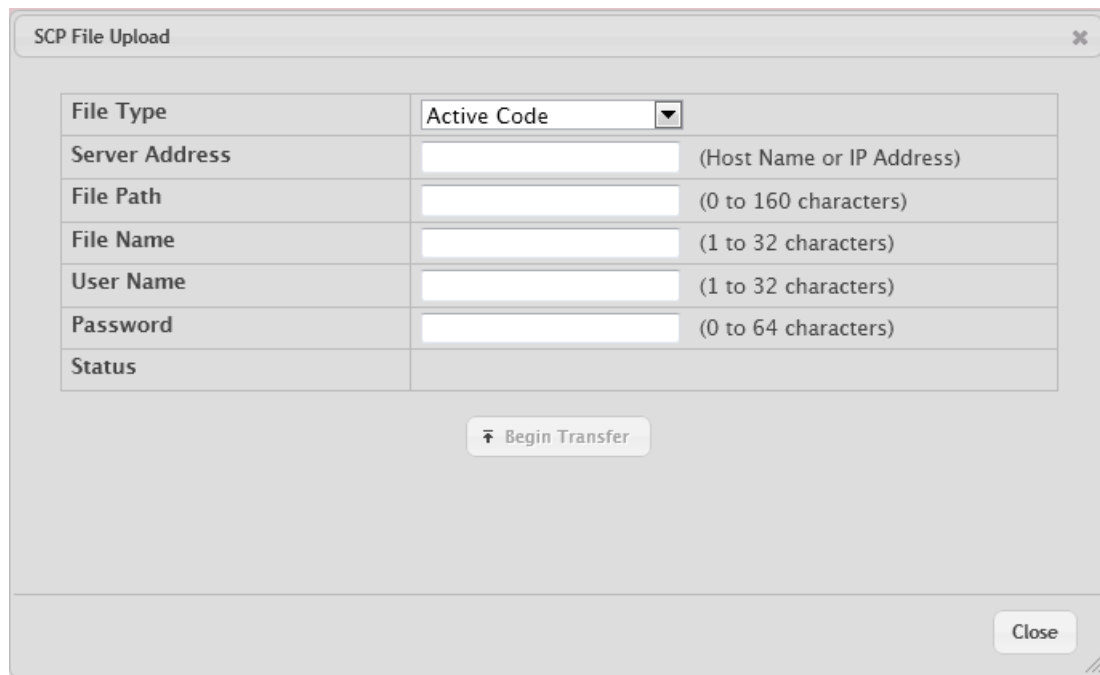 SCP File Upload
File Type Active Code
Server Address (Host Name or IP Address)
File Path (0 to 160 characters)
File Name (1 to 32 characters)
User Name (1 to 32 characters)
Password (0 to 64 characters)
Status
Begin Transfer
Close